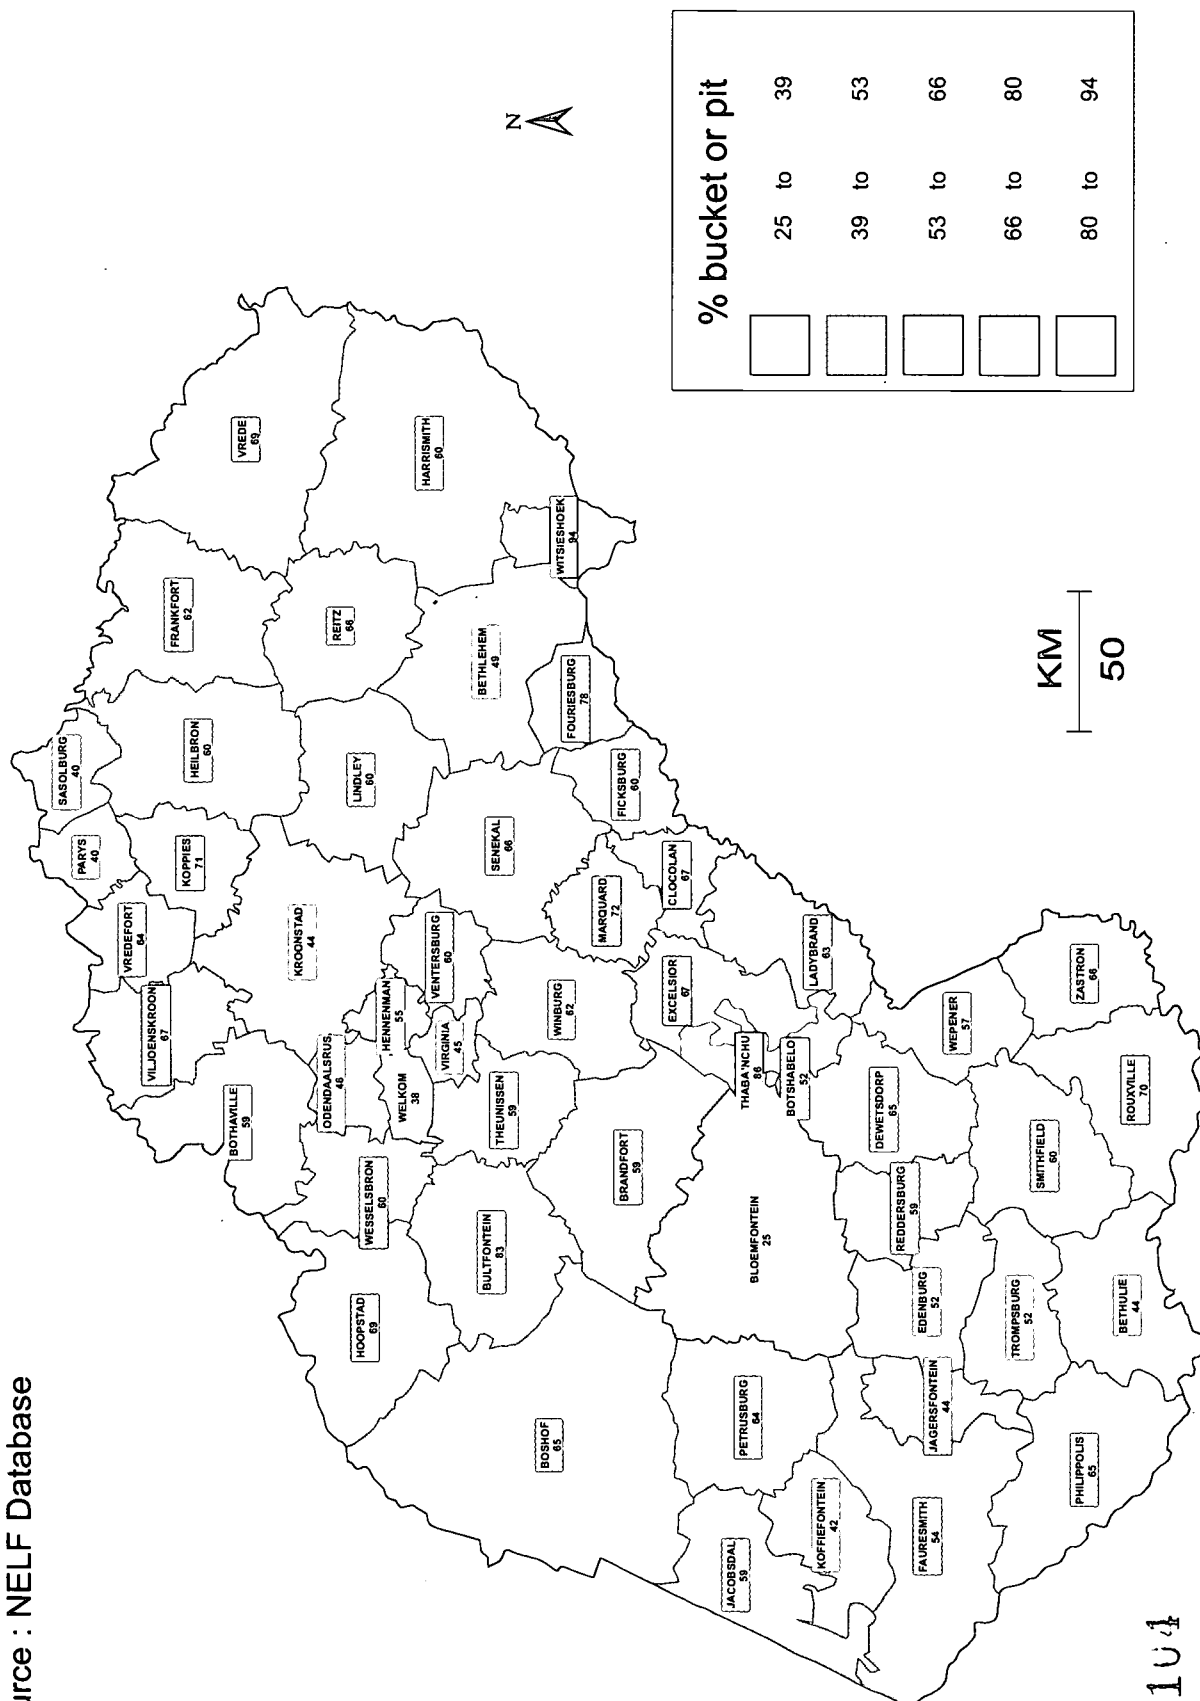 urce : NELF Database
N
% bucket or pit
25 to 39
39 to 53
53 to 66
66 to 80
80 to 94
KM
50
SASOLBURG
40
PARYS
40
VREDEFORT
64
VILJOENSKROON
67
KOPPIES
71
HEILBRON
60
FRANKFORT
62
VREDE
69
BOTHAVILLE
59
KROONSTAD
44
LINDLEY
60
REITZ
66
HARRISMITH
60
ODENDAALSRUS
HENNENMAN
55
WELKOM
38
WESSELSBRON
60
HOOPSTAD
69
VENTERSBURG
60
VIRGINIA
45
SENEKAL
66
BETHLEHEM
49
WITSIESHOEK
94
BULTFONTEIN
83
THEUNISSEN
59
WINBURG
62
MARQUARD
72
FICKSBURG
60
FOURIESBURG
78
BOSHOF
65
BRANDFORT
59
EXCELSIOR
67
CLOCOLAN
67
BLOEMFONTEIN
25
THABA'NCHU
86
BOTSHABELO
52
LADYBRAND
63
JACOBSDAL
59
PETRUSBURG
64
KOFFIEFONTEIN
42
DEWETSDORP
65
REDDERSBURG
59
WEPENER
57
FAURESMITH
54
JAGERSFONTEIN
44
EDENBURG
52
TROMPSBURG
52
SMITHFIELD
60
ZASTRON
66
PHILIPPOLIS
65
BETHULIE
44
ROUXVILLE
70
104